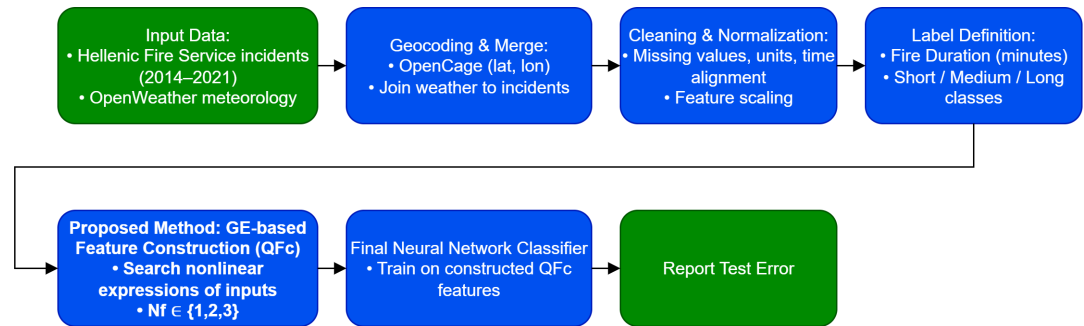 Input Data:
• Hellenic Fire Service incidents
(2014–2021)
• OpenWeather meteorology
Geocoding & Merge:
• OpenCage (lat, lon)
• Join weather to incidents
Cleaning & Normalization:
• Missing values, units, time
alignment
• Feature scaling
Label Definition:
• Fire Duration (minutes)
• Short / Medium / Long
classes
Proposed Method: GE-based
Feature Construction (QFc)
• Search nonlinear
expressions of inputs
• Nf ∈ {1,2,3}
Final Neural Network Classifier
• Train on constructed QFc
features
Report Test Error